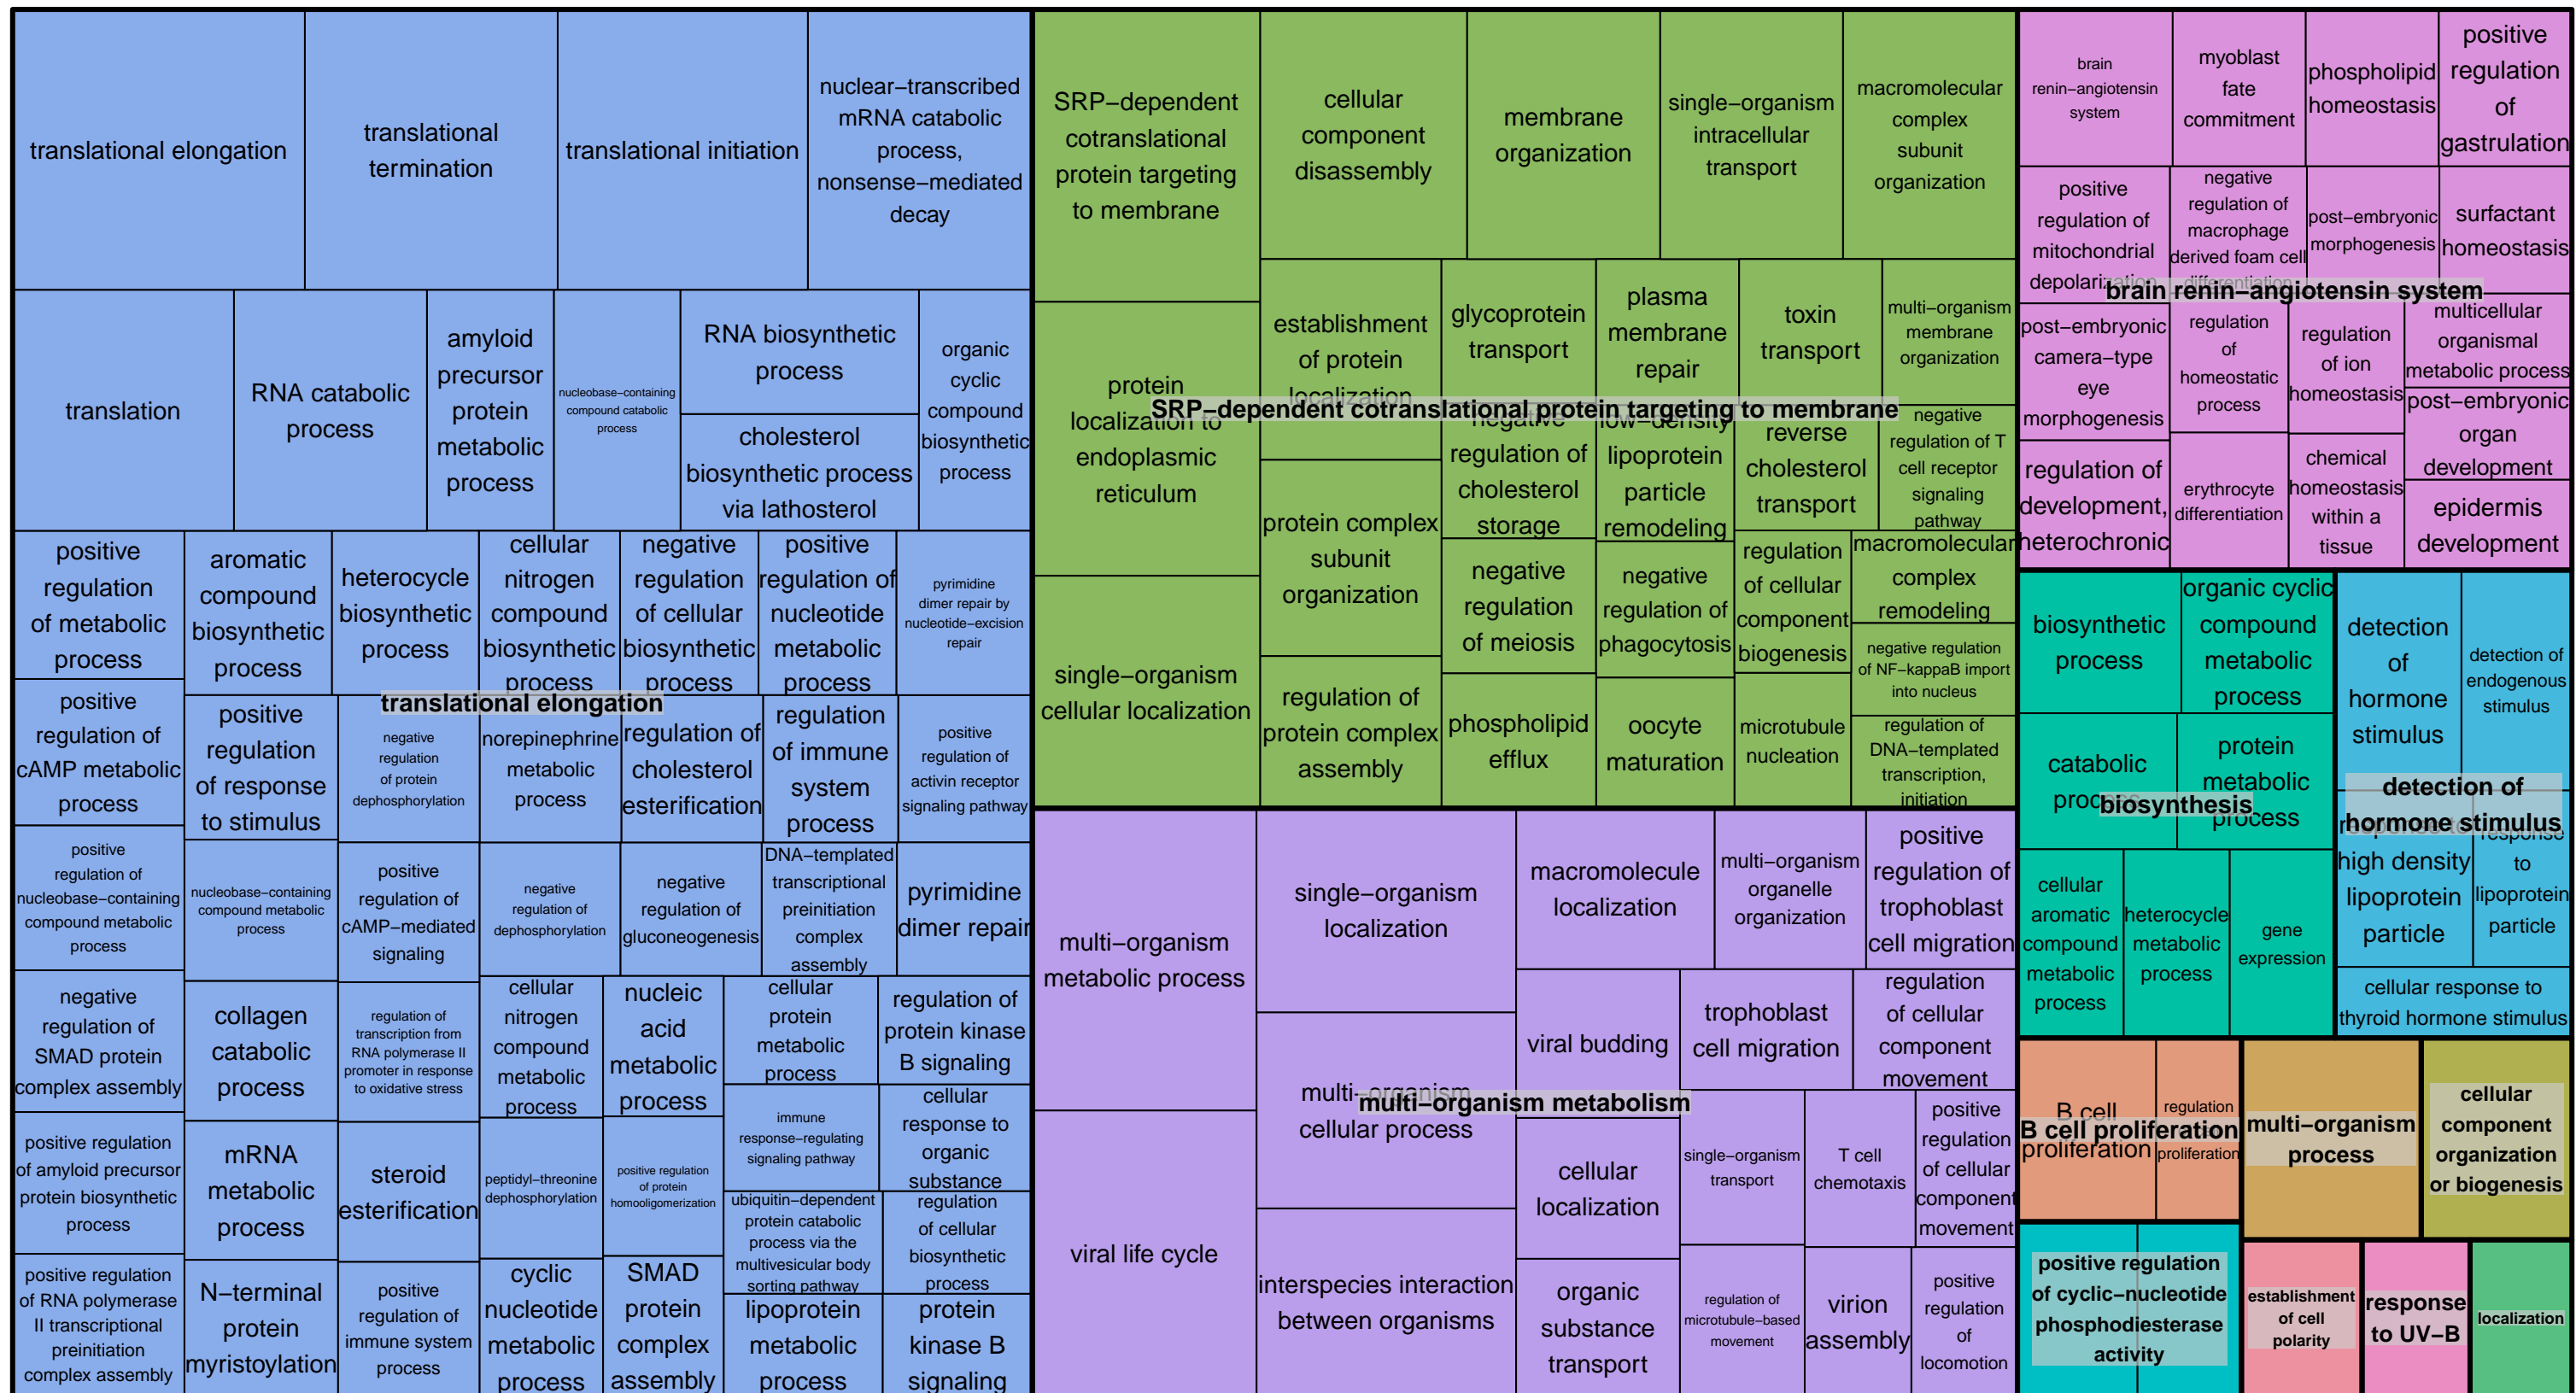 translational elongation
translational
termination
translational initiation
nuclear−transcribed
mRNA catabolic
process,
nonsense−mediated
decay
translation
RNA catabolic
process
amyloid
precursor
protein
metabolic
process
nucleobase−containing
compound catabolic
process
RNA biosynthetic
process
cholesterol
biosynthetic process
via lathosterol
organic
cyclic
compound
biosynthetic
process
positive
regulation
of metabolic
process
aromatic
compound
biosynthetic
process
heterocycle
biosynthetic
process
cellular
nitrogen
compound
biosynthetic
process
negative
regulation
of cellular
biosynthetic
process
positive
regulation of
nucleotide
metabolic
process
pyrimidine
dimer repair by
nucleotide−excision
repair
translational elongation
positive
regulation of
cAMP metabolic
process
positive
regulation
of response
to stimulus
negative
regulation
of protein
dephosphorylation
norepinephrine
metabolic
process
regulation of
cholesterol
esterification
regulation
of immune
system
process
positive
regulation of
activin receptor
signaling pathway
positive
regulation of
nucleobase−containing
compound metabolic
process
nucleobase−containing
compound metabolic
process
positive
regulation of
cAMP−mediated
signaling
negative
regulation of
dephosphorylation
negative
regulation of
gluconeogenesis
DNA−templated
transcriptional
preinitiation
complex
assembly
pyrimidine
dimer repair
negative
regulation of
SMAD protein
complex assembly
collagen
catabolic
process
regulation of
transcription from
RNA polymerase II
promoter in response
to oxidative stress
cellular
nitrogen
compound
metabolic
process
nucleic
acid
metabolic
process
cellular
protein
metabolic
process
regulation of
protein kinase
B signaling
positive regulation
of amyloid precursor
protein biosynthetic
process
mRNA
metabolic
process
steroid
esterification
peptidyl−threonine
dephosphorylation
positive regulation
of protein
homooligomerization
immune
response−regulating
signaling pathway
cellular
response to
organic
substance
ubiquitin−dependent
protein catabolic
process via the
multivesicular body
sorting pathway
regulation
of cellular
biosynthetic
process
positive regulation
of RNA polymerase
II transcriptional
preinitiation
complex assembly
N−terminal
protein
myristoylation
positive
regulation of
immune system
process
cyclic
nucleotide
metabolic
process
SMAD
protein
complex
assembly
lipoprotein
metabolic
process
protein
kinase B
signaling
SRP−dependent
cotranslational
protein targeting
to membrane
cellular
component
disassembly
membrane
organization
single−organism
intracellular
transport
macromolecular
complex
subunit
organization
protein
localization to
endoplasmic
reticulum
establishment
of protein
localization
glycoprotein
transport
plasma
membrane
repair
toxin
transport
multi−organism
membrane
organization
SRP−dependent cotranslational protein targeting to membrane
negative
regulation of
cholesterol
storage
low−density
lipoprotein
particle
remodeling
reverse
cholesterol
transport
negative
regulation of T
cell receptor
signaling
pathway
single−organism
cellular localization
protein complex
subunit
organization
negative
regulation
of meiosis
negative
regulation of
phagocytosis
regulation
of cellular
component
biogenesis
macromolecular
complex
remodeling
negative regulation
of NF−kappaB import
into nucleus
regulation of
protein complex
assembly
phospholipid
efflux
oocyte
maturation
microtubule
nucleation
regulation of
DNA−templated
transcription,
initiation
multi−organism
metabolic process
single−organism
localization
macromolecule
localization
multi−organism
organelle
organization
positive
regulation of
trophoblast
cell migration
viral life cycle
multi−organism
cellular process
viral budding
trophoblast
cell migration
regulation
of cellular
component
movement
multi−organism metabolism
interspecies interaction
between organisms
cellular
localization
single−organism
transport
T cell
chemotaxis
positive
regulation
of cellular
component
movement
organic
substance
transport
regulation of
microtubule−based
movement
virion
assembly
positive
regulation
of
locomotion
brain
renin−angiotensin
system
myoblast
fate
commitment
phospholipid
homeostasis
positive
regulation
of
gastrulation
positive
regulation of
mitochondrial
depolarization
negative
regulation of
macrophage
derived foam cell
differentiation
post−embryonic
morphogenesis
surfactant
homeostasis
brain renin−angiotensin system
post−embryonic
camera−type
eye
morphogenesis
regulation
of
homeostatic
process
regulation
of ion
homeostasis
multicellular
organismal
metabolic process
post−embryonic
organ
development
regulation of
development,
heterochronic
erythrocyte
differentiation
chemical
homeostasis
within a
tissue
epidermis
development
biosynthetic
process
organic cyclic
compound
metabolic
process
catabolic
process
protein
metabolic
process
biosynthesis
cellular
aromatic
compound
metabolic
process
heterocycle
metabolic
process
gene
expression
detection
of
hormone
stimulus
detection of
endogenous
stimulus
detection of
hormone stimulus
response to
high density
lipoprotein
particle
response
to
lipoprotein
particle
cellular response to
thyroid hormone stimulus
B cell
proliferation
regulation
proliferation
B cell proliferation
multi−organism
process
cellular
component
organization
or biogenesis
positive regulation
of cyclic−nucleotide
phosphodiesterase
activity
establishment
of cell
polarity
response
to UV−B
localization